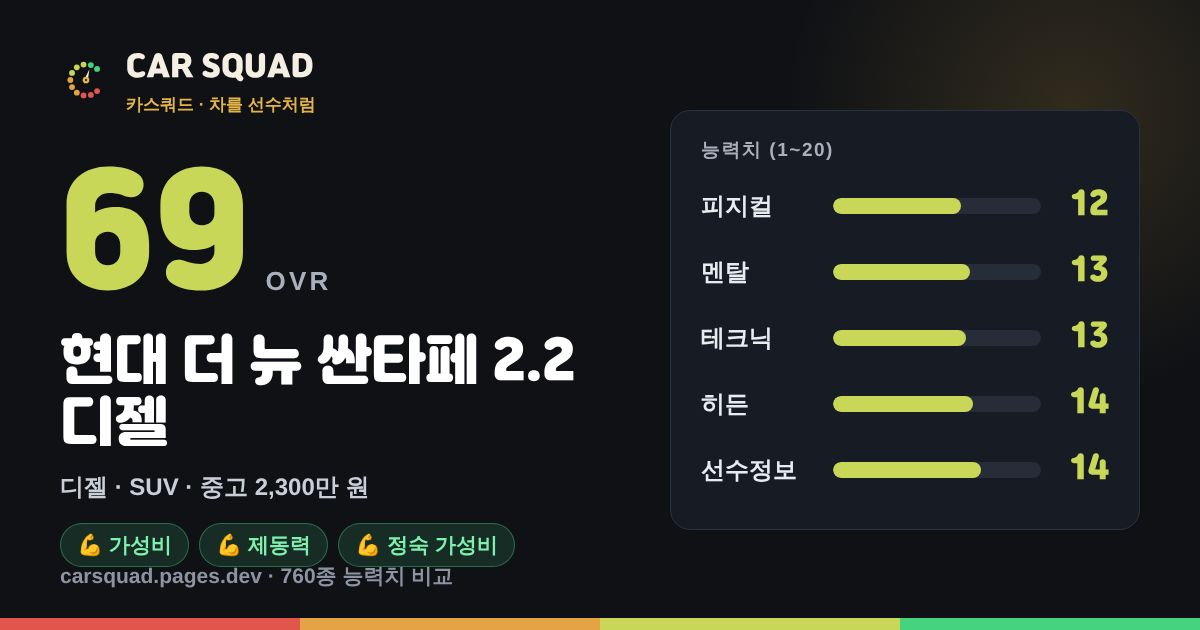 CAR SQUAD
카스쿼드 · 차를 선수처럼
69 OVR
현대 더 뉴 싼타페 2.2
디젤
디젤 · SUV · 중고 2,300만 원
💪 가성비 💪 제동력 💪 정숙 가성비
carsquad.pages.dev · 760종 능력치 비교
능력치 (1~20)
피지컬 12
멘탈 13
테크닉 13
히든 14
선수정보 14